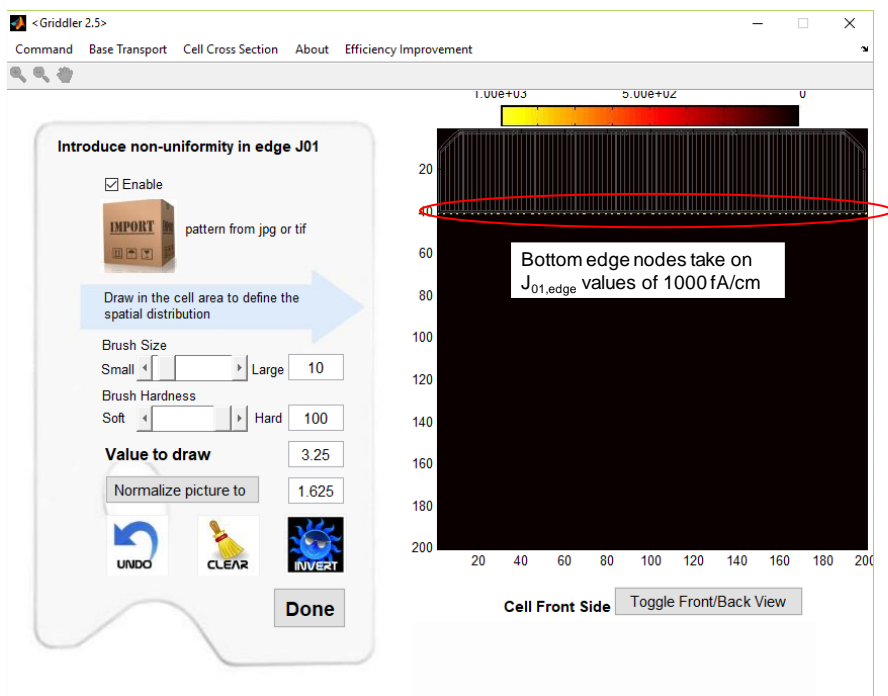 <Griddler 2.5>
Command Base Transport Cell Cross Section About Efficiency Improvement
1.00e+03 5.00e+02 0
Introduce non-uniformity in edge J01
Enable
IMPORT
pattern from jpg or tif
Draw in the cell area to define the
spatial distribution
Brush Size
Small Large 10
Brush Hardness
Soft Hard 100
Value to draw 3.25
Normalize picture to 1.625
UNDO CLEAR INVERT
Done
20
40
60
80
100
120
140
160
180
200
20 40 60 80 100 120 140 160 180 200
Bottom edge nodes take on
J01,edge values of 1000 fA/cm
Cell Front Side Toggle Front/Back View